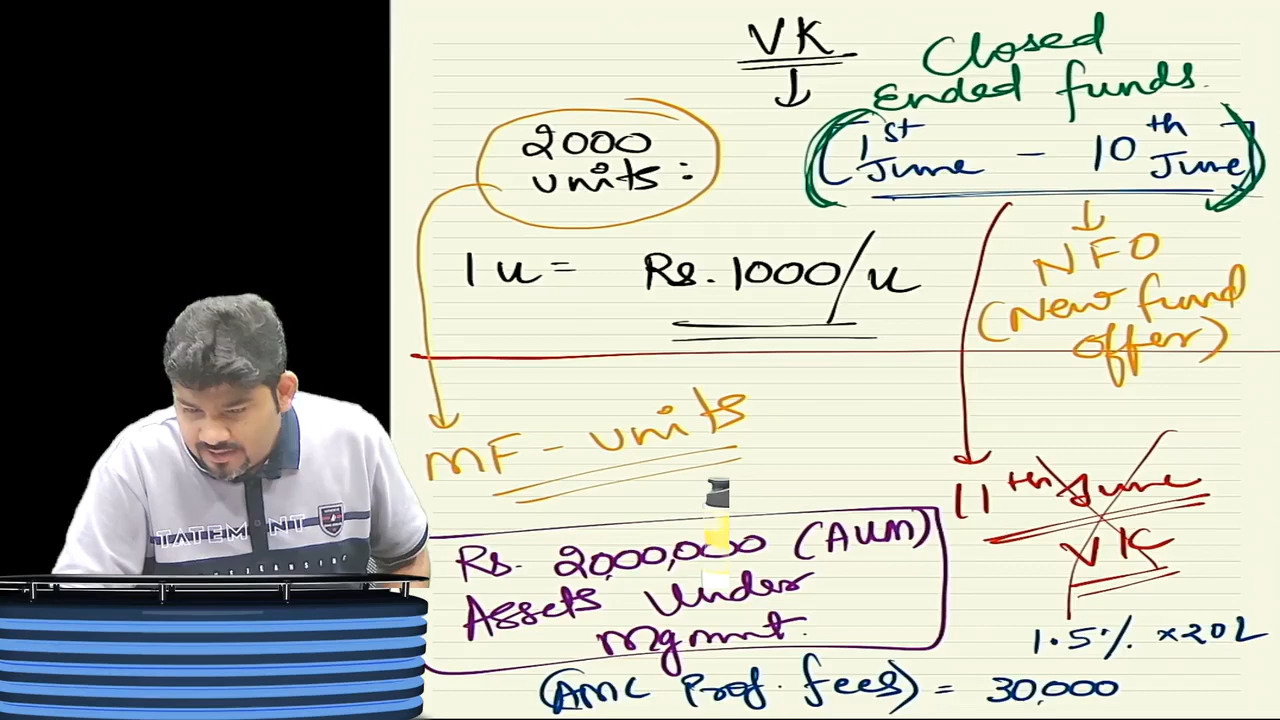 VK
Closed
Ended funds.
2000
units:
(1st June - 10th June)
1 u = Rs. 1000/u
NFO
(New fund
offer)
MF - units
11th June
VK
Rs. 2000,000 (AUM)
Assets Under
Mgmnt.
1.5% x 20L
(AMC Prof. fees) = 30,000
TATEMENT